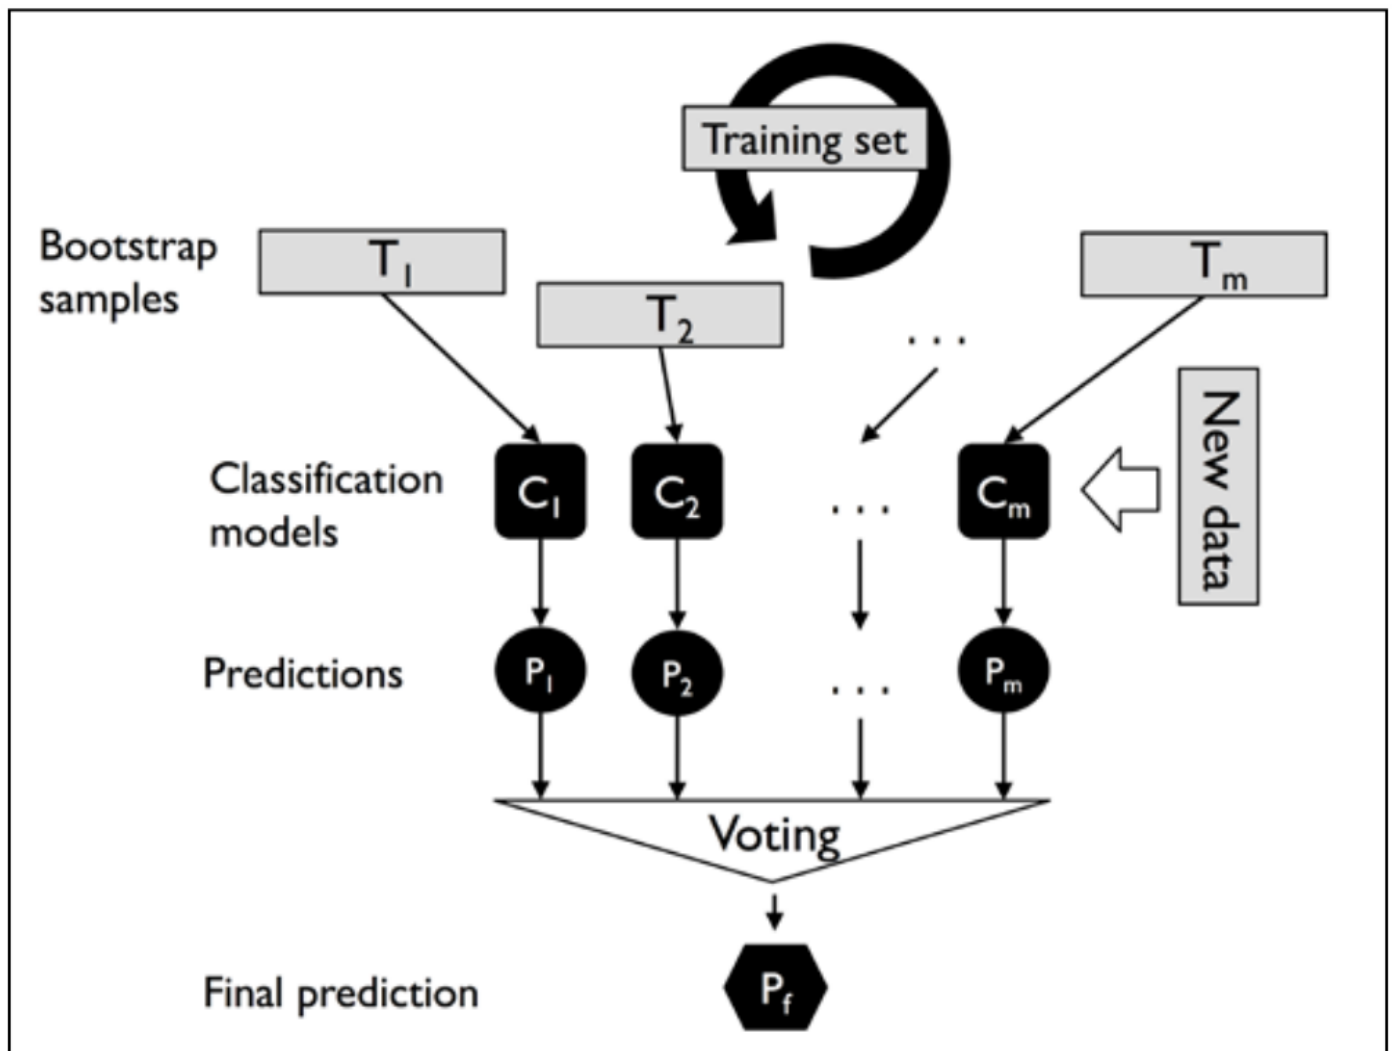 Training set
Bootstrap
samples
T1
T2
Tm
. . .
New data
Classification
models
C1
C2
. . .
Cm
Predictions
P1
P2
. . .
Pm
Voting
Final prediction
Pf